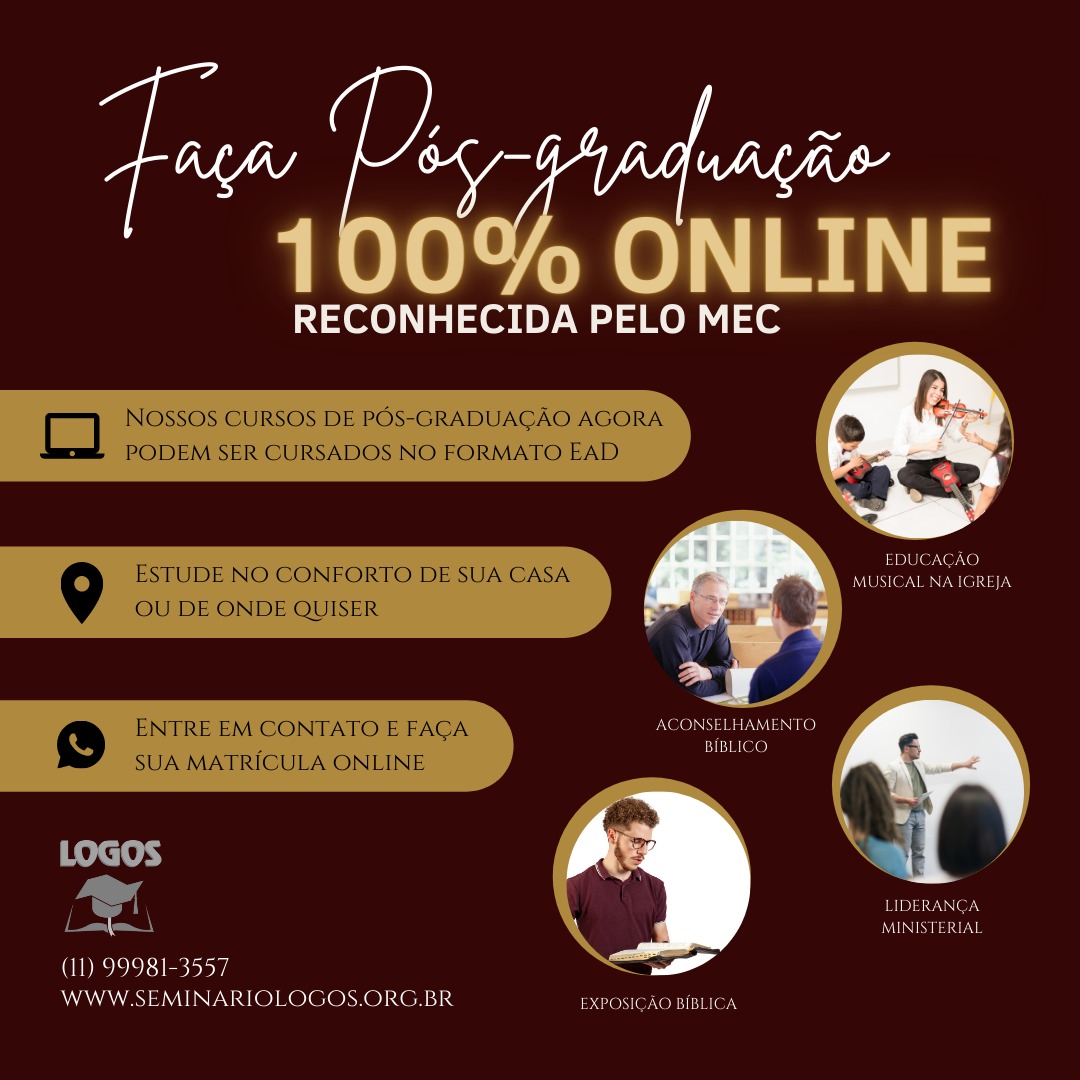 Faça Pós-graduação
100% ONLINE
RECONHECIDA PELO MEC
Nossos cursos de pós-graduação agora
podem ser cursados no formato EaD
Estude no conforto de sua casa
ou de onde quiser
Entre em contato e faça
sua matrícula online
EDUCAÇÃO
MUSICAL NA IGREJA
ACONSELHAMENTO
BÍBLICO
LIDERANÇA
MINISTERIAL
EXPOSIÇÃO BÍBLICA
LOGOS
(11) 99981-3557
www.seminariologos.org.br